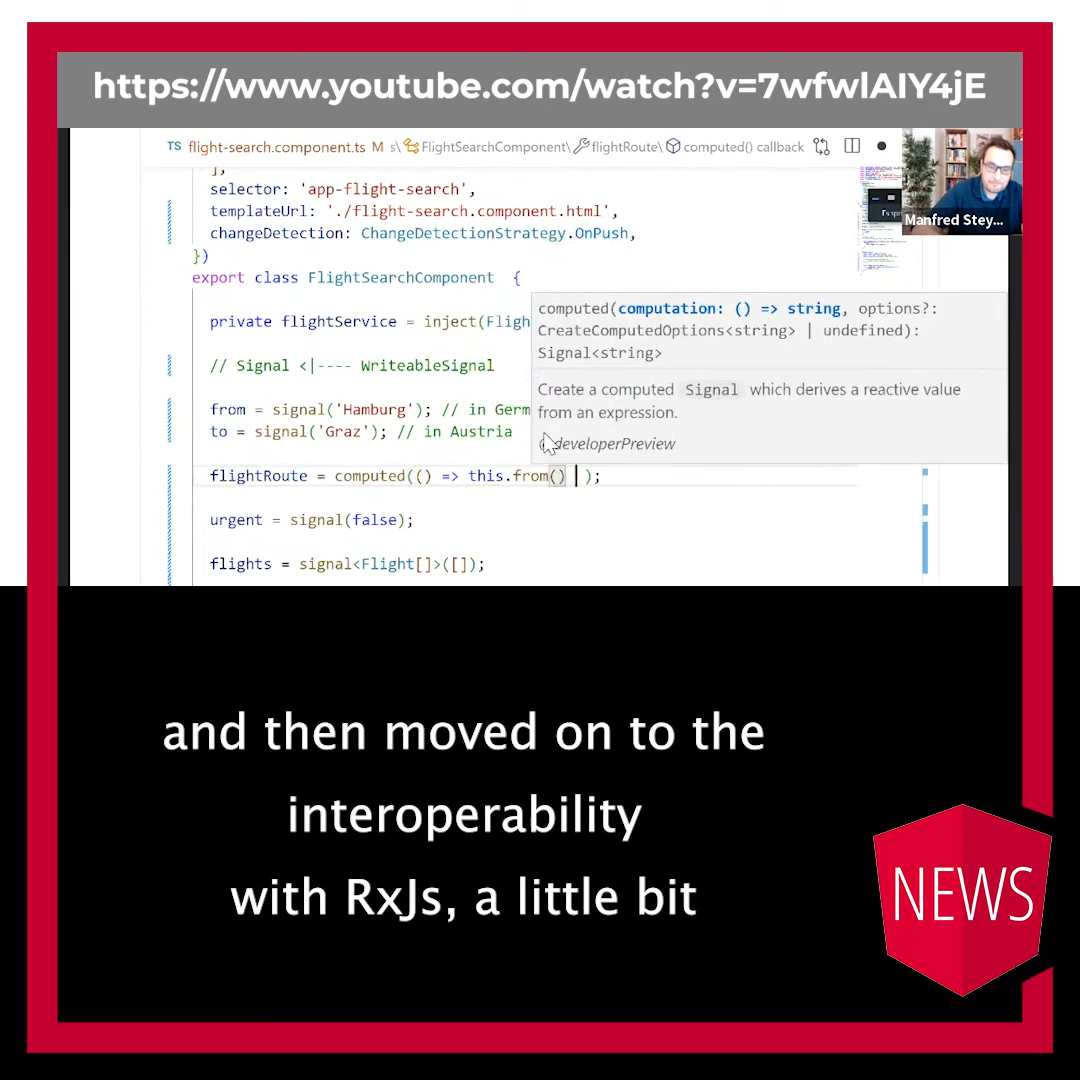 https://www.youtube.com/watch?v=7wfwlAIY4jE
TS flight-search.component.ts M s\ FlightSearchComponent\ flightRoute\ computed() callback
],
selector: 'app-flight-search',
templateUrl: './flight-search.component.html',
changeDetection: ChangeDetectionStrategy.OnPush,
})
export class FlightSearchComponent {
private flightService = inject(Fligh
// Signal <|---- WriteableSignal
from = signal('Hamburg'); // in Germ
to = signal('Graz'); // in Austria
flightRoute = computed(() => this.from() );
urgent = signal(false);
flights = signal<Flight[]>([]);
computed(computation: () => string, options?:
CreateComputedOptions<string> | undefined):
Signal<string>
Create a computed Signal which derives a reactive value
from an expression.
@developerPreview
Manfred Stey...
and then moved on to the
interoperability
with RxJs, a little bit
NEWS